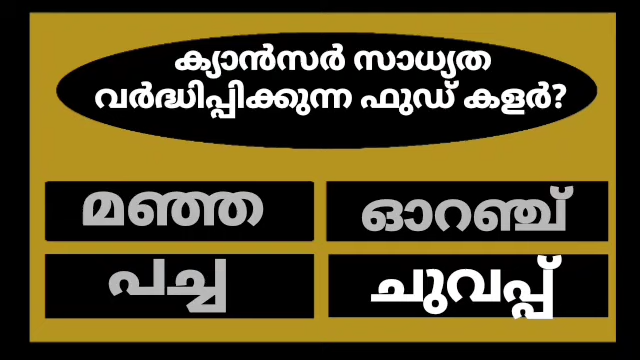 ക്യാൻസർ സാധ്യത
വർദ്ധിപ്പിക്കുന്ന ഫുഡ് കളർ?
മഞ്ഞ
ഓറഞ്ച്
പച്ച
ചുവപ്പ്